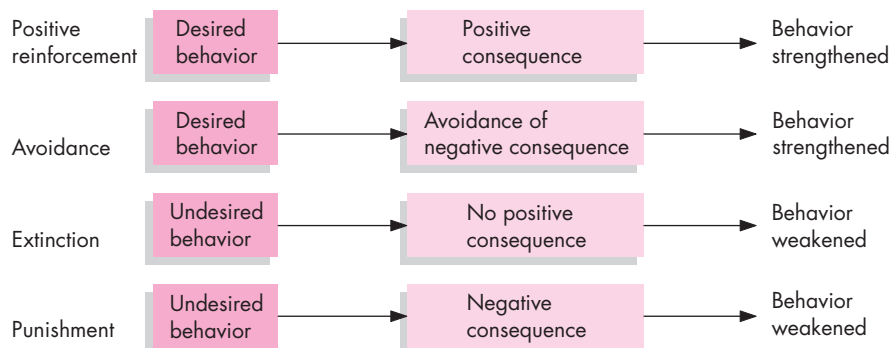 Positive
reinforcement
Desired
behavior
Positive
consequence
Behavior
strengthened
Avoidance
Desired
behavior
Avoidance of
negative consequence
Behavior
strengthened
Extinction
Undesired
behavior
No positive
consequence
Behavior
weakened
Punishment
Undesired
behavior
Negative
consequence
Behavior
weakened